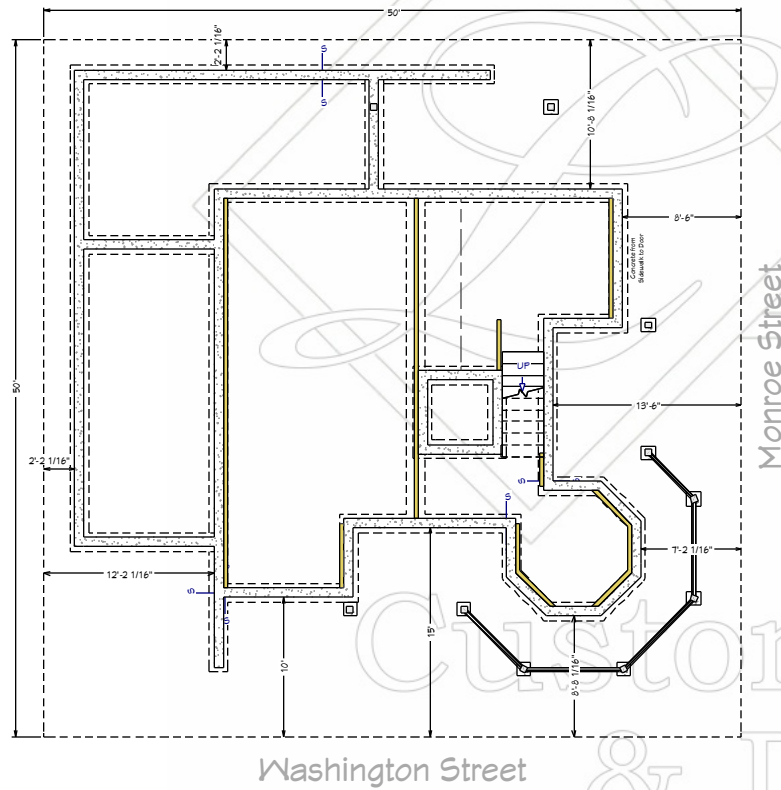 50'
2'-2 1/16"
S
S
10'-8 1/16"
8'-6"
Concrete from
Sidewalk to Door
50'
UP
Monroe Street
13'-6"
2'-2 1/16"
S
S
7'-2 1/16"
12'-2 1/16"
S
S
10'
15'
8'-8 1/16"
Custom
Washington Street
&